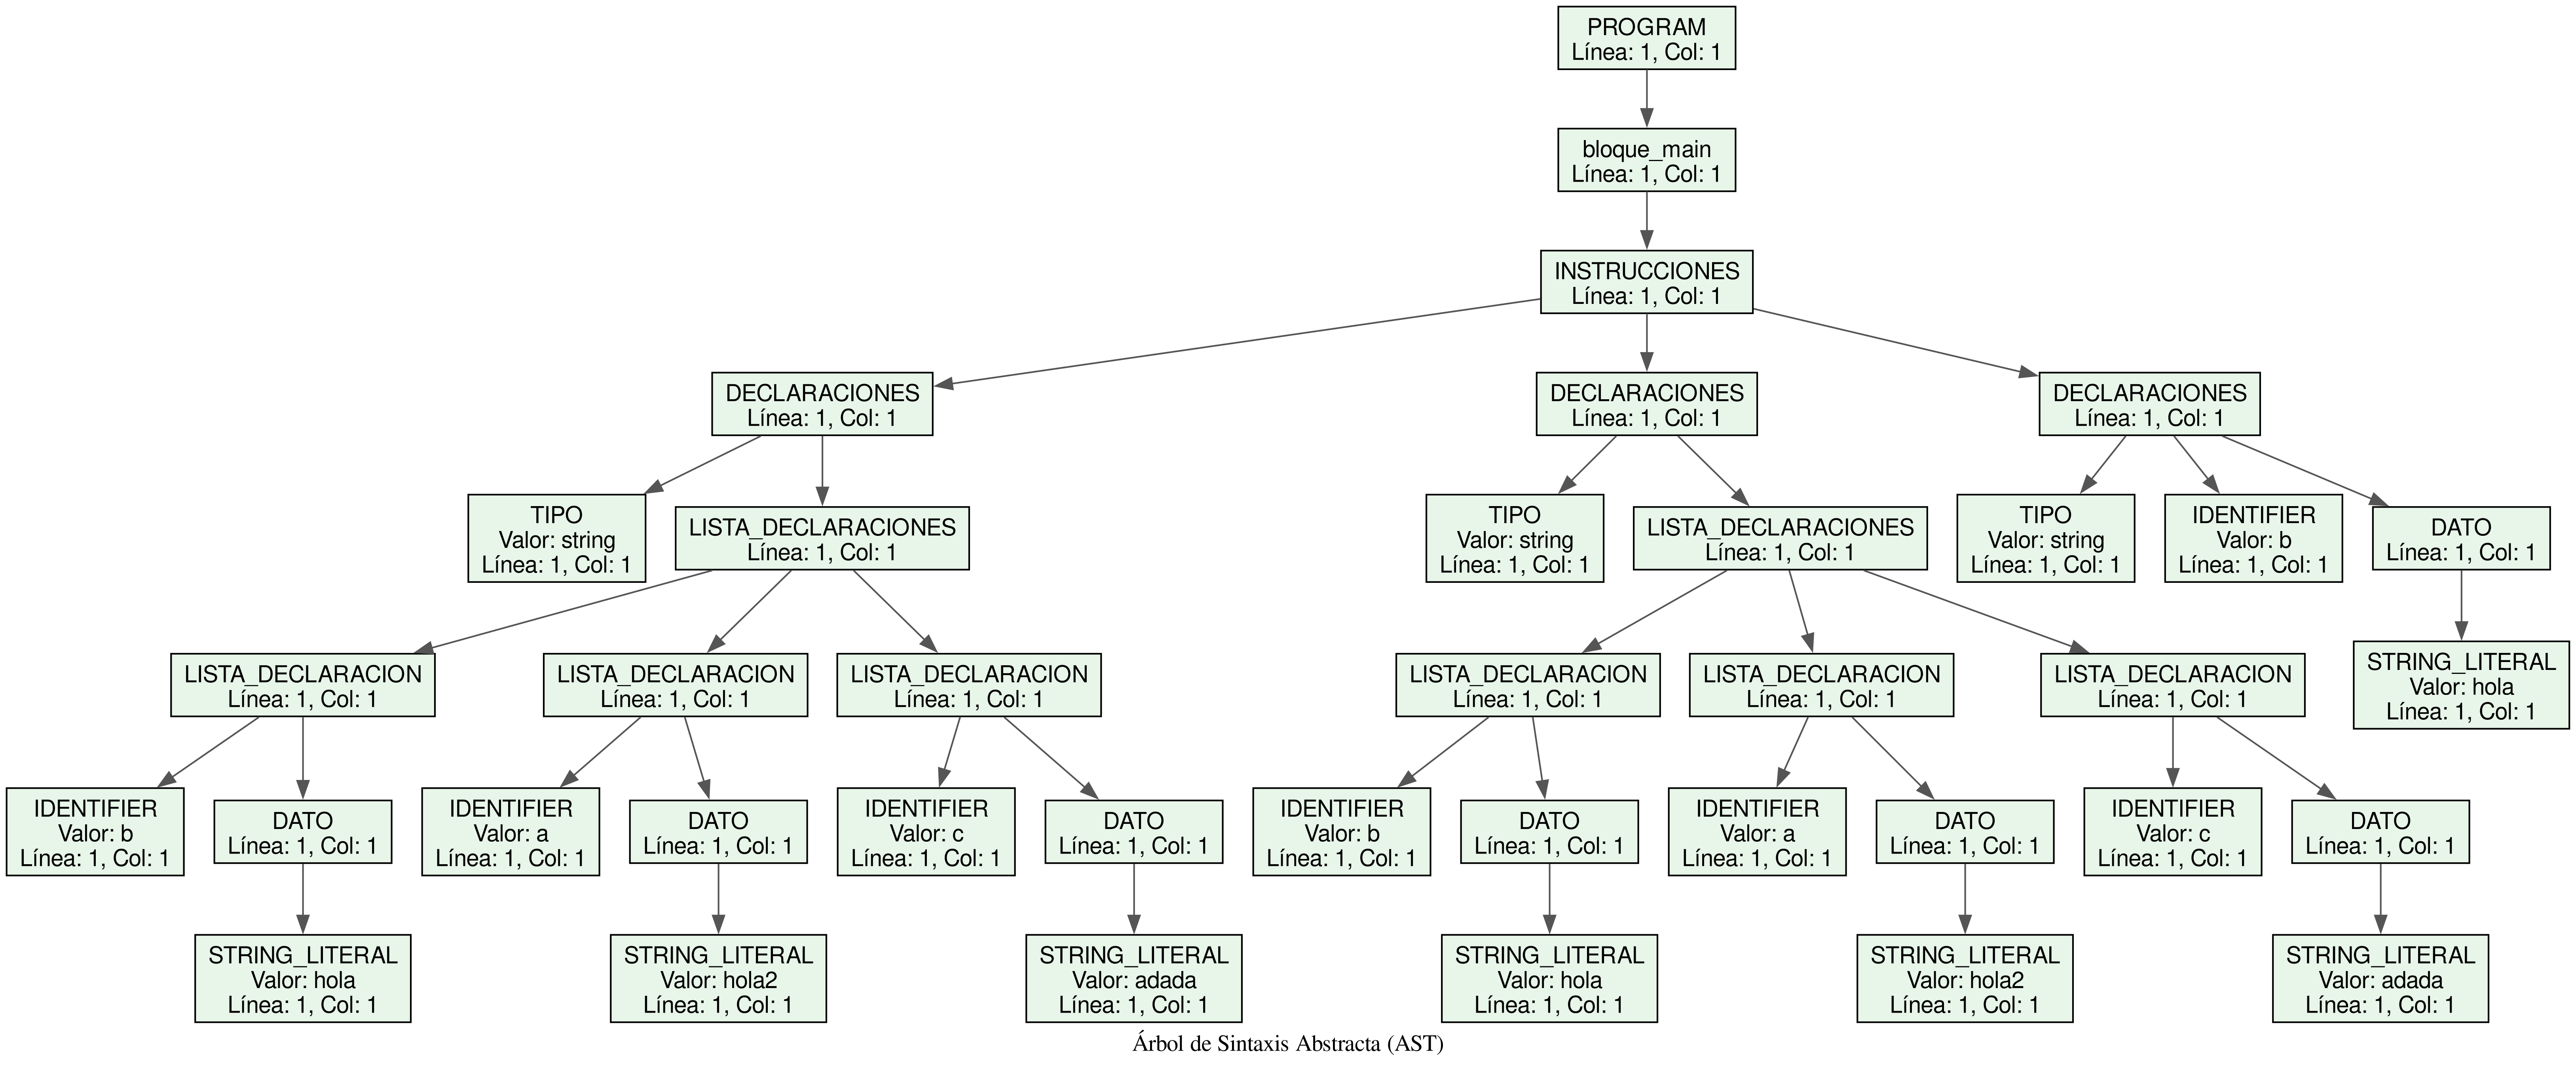 PROGRAM
Línea: 1, Col: 1
bloque_main
Línea: 1, Col: 1
INSTRUCCIONES
Línea: 1, Col: 1
DECLARACIONES
Línea: 1, Col: 1
DECLARACIONES
Línea: 1, Col: 1
DECLARACIONES
Línea: 1, Col: 1
TIPO
Valor: string
Línea: 1, Col: 1
LISTA_DECLARACIONES
Línea: 1, Col: 1
TIPO
Valor: string
Línea: 1, Col: 1
LISTA_DECLARACIONES
Línea: 1, Col: 1
TIPO
Valor: string
Línea: 1, Col: 1
IDENTIFIER
Valor: b
Línea: 1, Col: 1
DATO
Línea: 1, Col: 1
LISTA_DECLARACION
Línea: 1, Col: 1
LISTA_DECLARACION
Línea: 1, Col: 1
LISTA_DECLARACION
Línea: 1, Col: 1
LISTA_DECLARACION
Línea: 1, Col: 1
LISTA_DECLARACION
Línea: 1, Col: 1
LISTA_DECLARACION
Línea: 1, Col: 1
STRING_LITERAL
Valor: hola
Línea: 1, Col: 1
IDENTIFIER
Valor: b
Línea: 1, Col: 1
DATO
Línea: 1, Col: 1
IDENTIFIER
Valor: a
Línea: 1, Col: 1
DATO
Línea: 1, Col: 1
IDENTIFIER
Valor: c
Línea: 1, Col: 1
DATO
Línea: 1, Col: 1
IDENTIFIER
Valor: b
Línea: 1, Col: 1
DATO
Línea: 1, Col: 1
IDENTIFIER
Valor: a
Línea: 1, Col: 1
DATO
Línea: 1, Col: 1
IDENTIFIER
Valor: c
Línea: 1, Col: 1
DATO
Línea: 1, Col: 1
STRING_LITERAL
Valor: hola
Línea: 1, Col: 1
STRING_LITERAL
Valor: hola2
Línea: 1, Col: 1
STRING_LITERAL
Valor: adada
Línea: 1, Col: 1
STRING_LITERAL
Valor: hola
Línea: 1, Col: 1
STRING_LITERAL
Valor: hola2
Línea: 1, Col: 1
STRING_LITERAL
Valor: adada
Línea: 1, Col: 1
Árbol de Sintaxis Abstracta (AST)